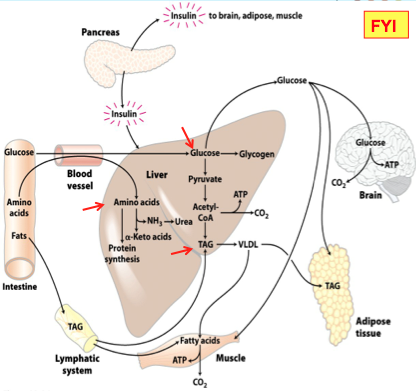 Insulin to brain, adipose, muscle
FYI
Pancreas
Glucose
Insulin
Glucose
Glucose
Glucose
Glycogen
Blood
vessel
Liver
Pyruvate
ATP
CO2
Brain
Amino
acids
Amino acids
Acetyl-
CoA
ATP
CO2
NH3
Urea
Fats
α-Keto acids
Protein
synthesis
TAG
VLDL
Intestine
TAG
TAG
Adipose
tissue
Lymphatic
system
Fatty acids
Muscle
ATP
CO2